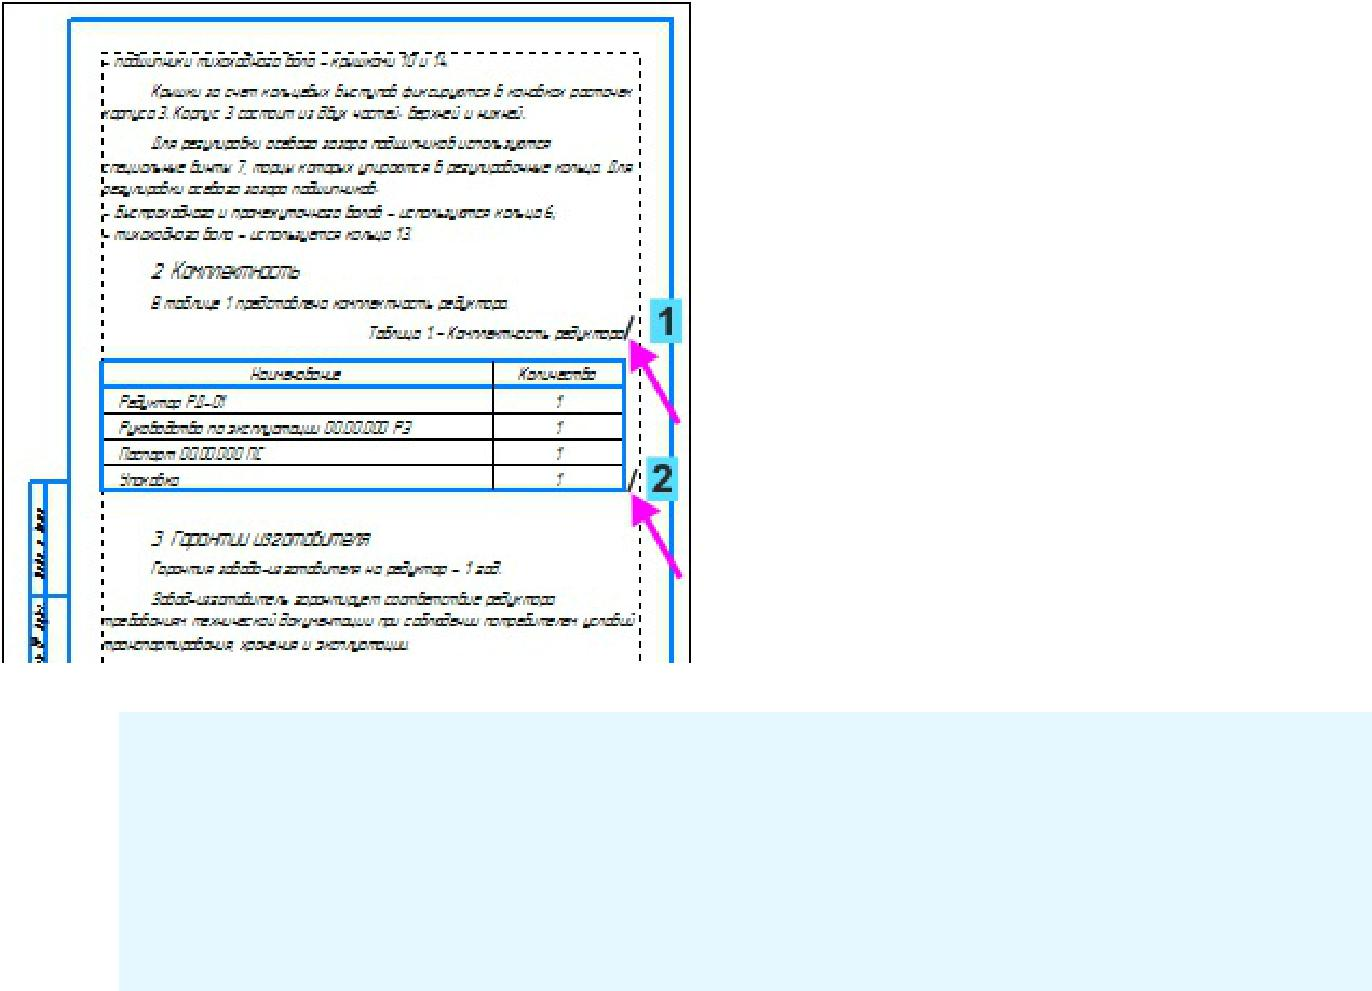 – подшипники тихоходного вала – крышками 10 и 14.
Крышки за счет кольцевых выступов фиксируются в канавках расточек
корпуса 3. Корпус 3 состоит из двух частей: верхней и нижней.
Для регулировки осевого зазора подшипников используются
специальные винты 7, торцы которых упираются в регулировочные кольца. Для
регулировки осевого зазора подшипников:
– быстроходного и промежуточного валов – используются кольца 6,
– тихоходного вала – используется кольцо 13.
2 Комплектность
В таблице 1 представлена комплектность редуктора.
Таблица 1 – Комплектность редуктора
1
Наименование Количество
Редуктор РД–01 1
Руководство по эксплуатации 00.00.000 РЭ 1
Паспорт 00.00.000 ПС 1
Упаковка 1
2
3 Гарантии изготовителя
Гарантия завода–изготовителя на редуктор – 1 год.
Завод–изготовитель гарантирует соответствие редуктора
требованиям технической документации при соблюдении потребителем условий
транспортирования, хранения и эксплуатации.